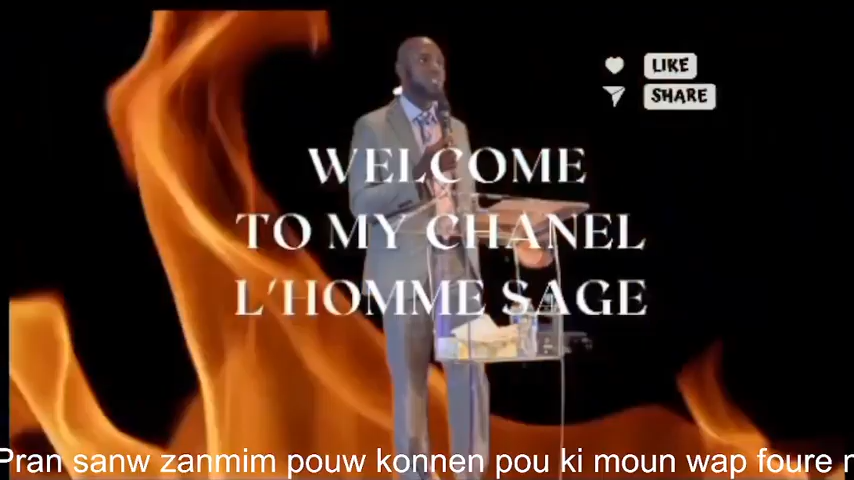 LIKE
SHARE
WELCOME
TO MY CHANEL
L'HOMME SAGE
Pran sanw zanmim pouw konnen pou ki moun wap foure